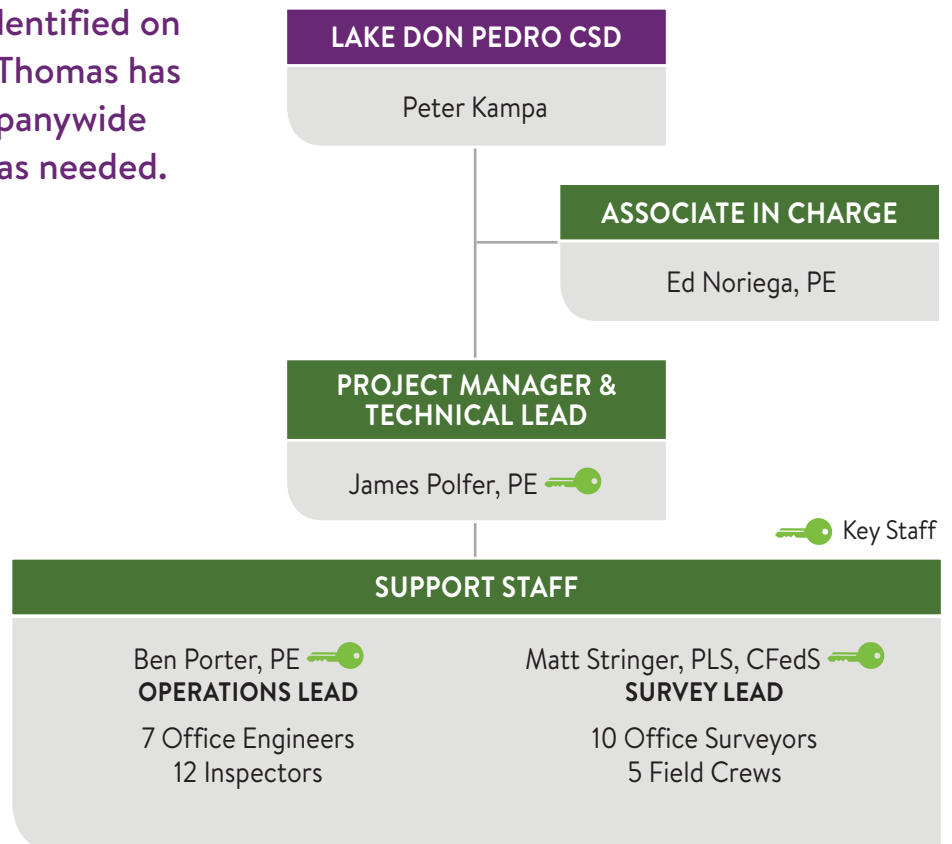 dentified on
Thomas has
panywide
as needed.
LAKE DON PEDRO CSD
Peter Kampa
ASSOCIATE IN CHARGE
Ed Noriega, PE
PROJECT MANAGER &
TECHNICAL LEAD
James Polfer, PE
Key Staff
SUPPORT STAFF
Ben Porter, PE
OPERATIONS LEAD
7 Office Engineers
12 Inspectors
Matt Stringer, PLS, CFedS
SURVEY LEAD
10 Office Surveyors
5 Field Crews